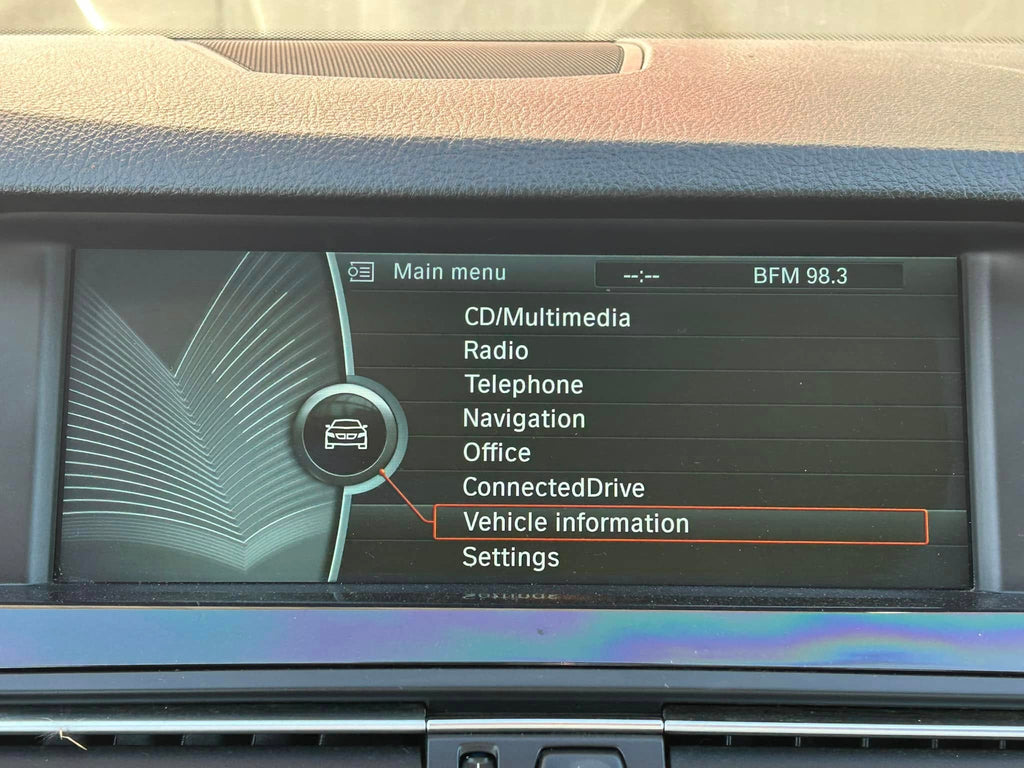 Main menu
--:--
BFM 98.3
CD/Multimedia
Radio
Telephone
Navigation
Office
ConnectedDrive
Vehicle information
Settings